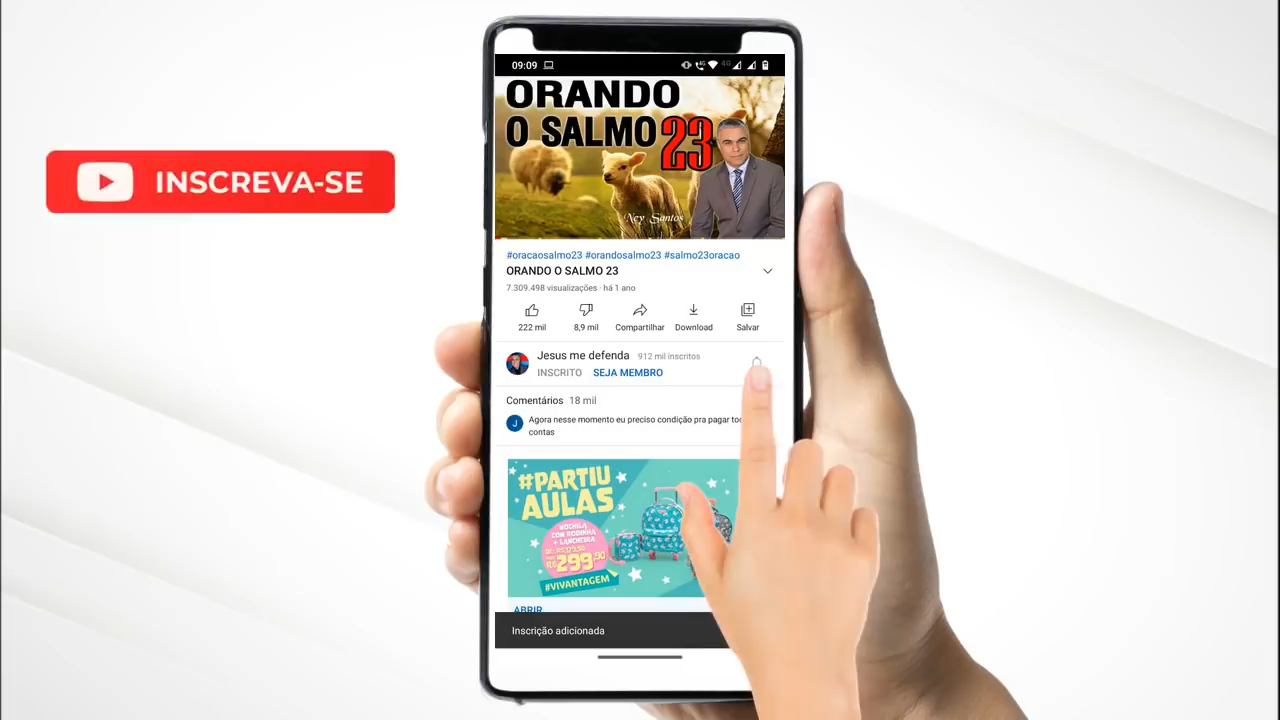 INSCREVA-SE
09:09
4G
ORANDO
O SALMO 23
Ney Santos
#oracaosalmo23 #orandosalmo23 #salmo23oracao
ORANDO O SALMO 23
7.309.498 visualizações · há 1 ano
222 mil
8,9 mil
Compartilhar
Download
Salvar
Jesus me defenda 912 mil inscritos
INSCRITO SEJA MEMBRO
Comentários 18 mil
J
Agora nesse momento eu preciso condição pra pagar
contas
#PARTIU
AULAS
MOCHILA
COM RODINHA
+ LANCHEIRA
R$299,90
#VIVANTAGEM
ABRIR
Inscrição adicionada